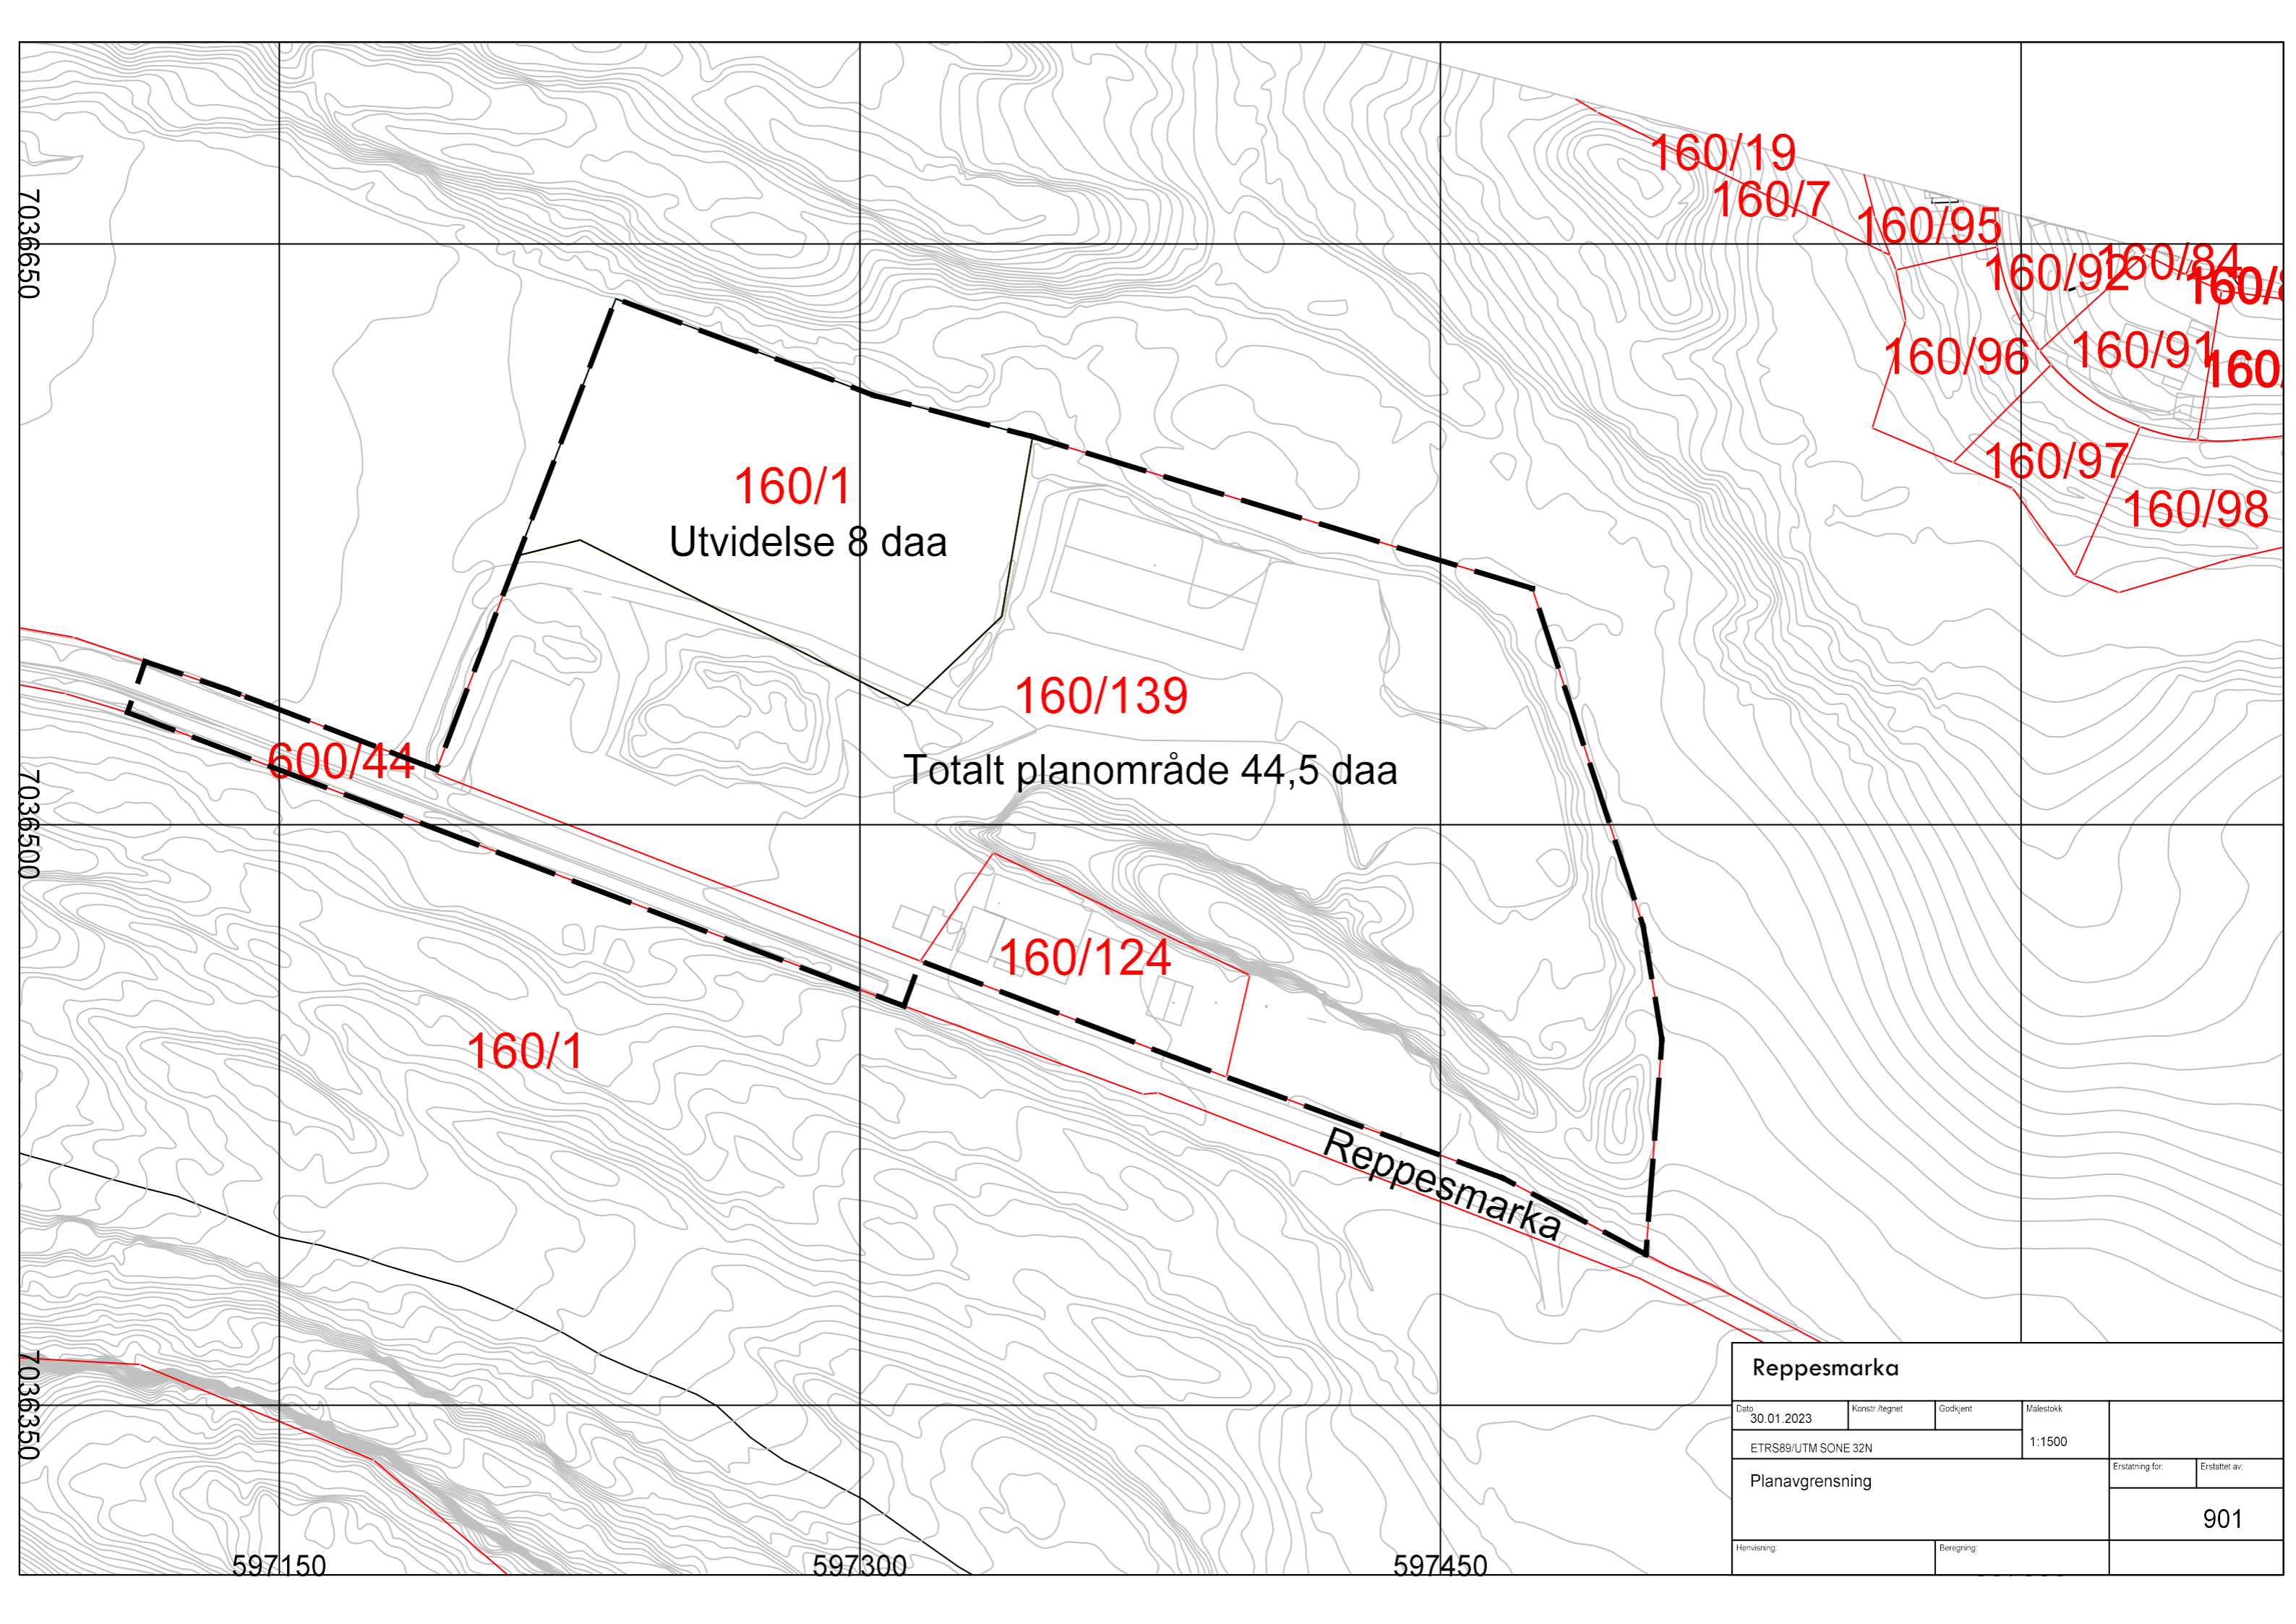 160/19
160/7
160/95
160/92
160/84
160/96
160/91
160/97
160/98
7036650
160/1
Utvidelse 8 daa
160/139
600/44
Totalt planområde 44,5 daa
7036500
160/124
160/1
Reppesmarka
7036350
597150
597300
597450
Reppesmarka
Dato
30.01.2023
Konstr./tegnet
Godkjent
Målestokk
1:1500
ETRS89/UTM SONE 32N
Planavgrensning
Erstatning for:
Erstattet av:
901
Henvisning:
Beregning: